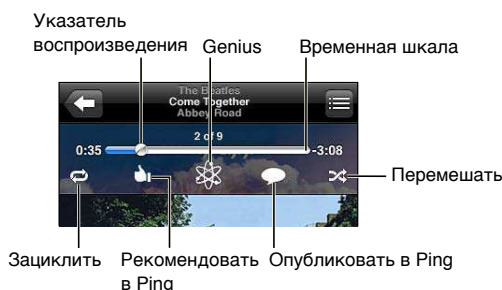 Указатель
воспроизведения
Genius
Временная шкала
The Beatles
Come Together
Abbey Road
2 of 9
0:35
-3:08
Перемешать
Зациклить
Рекомендовать
в Ping
Опубликовать в Ping